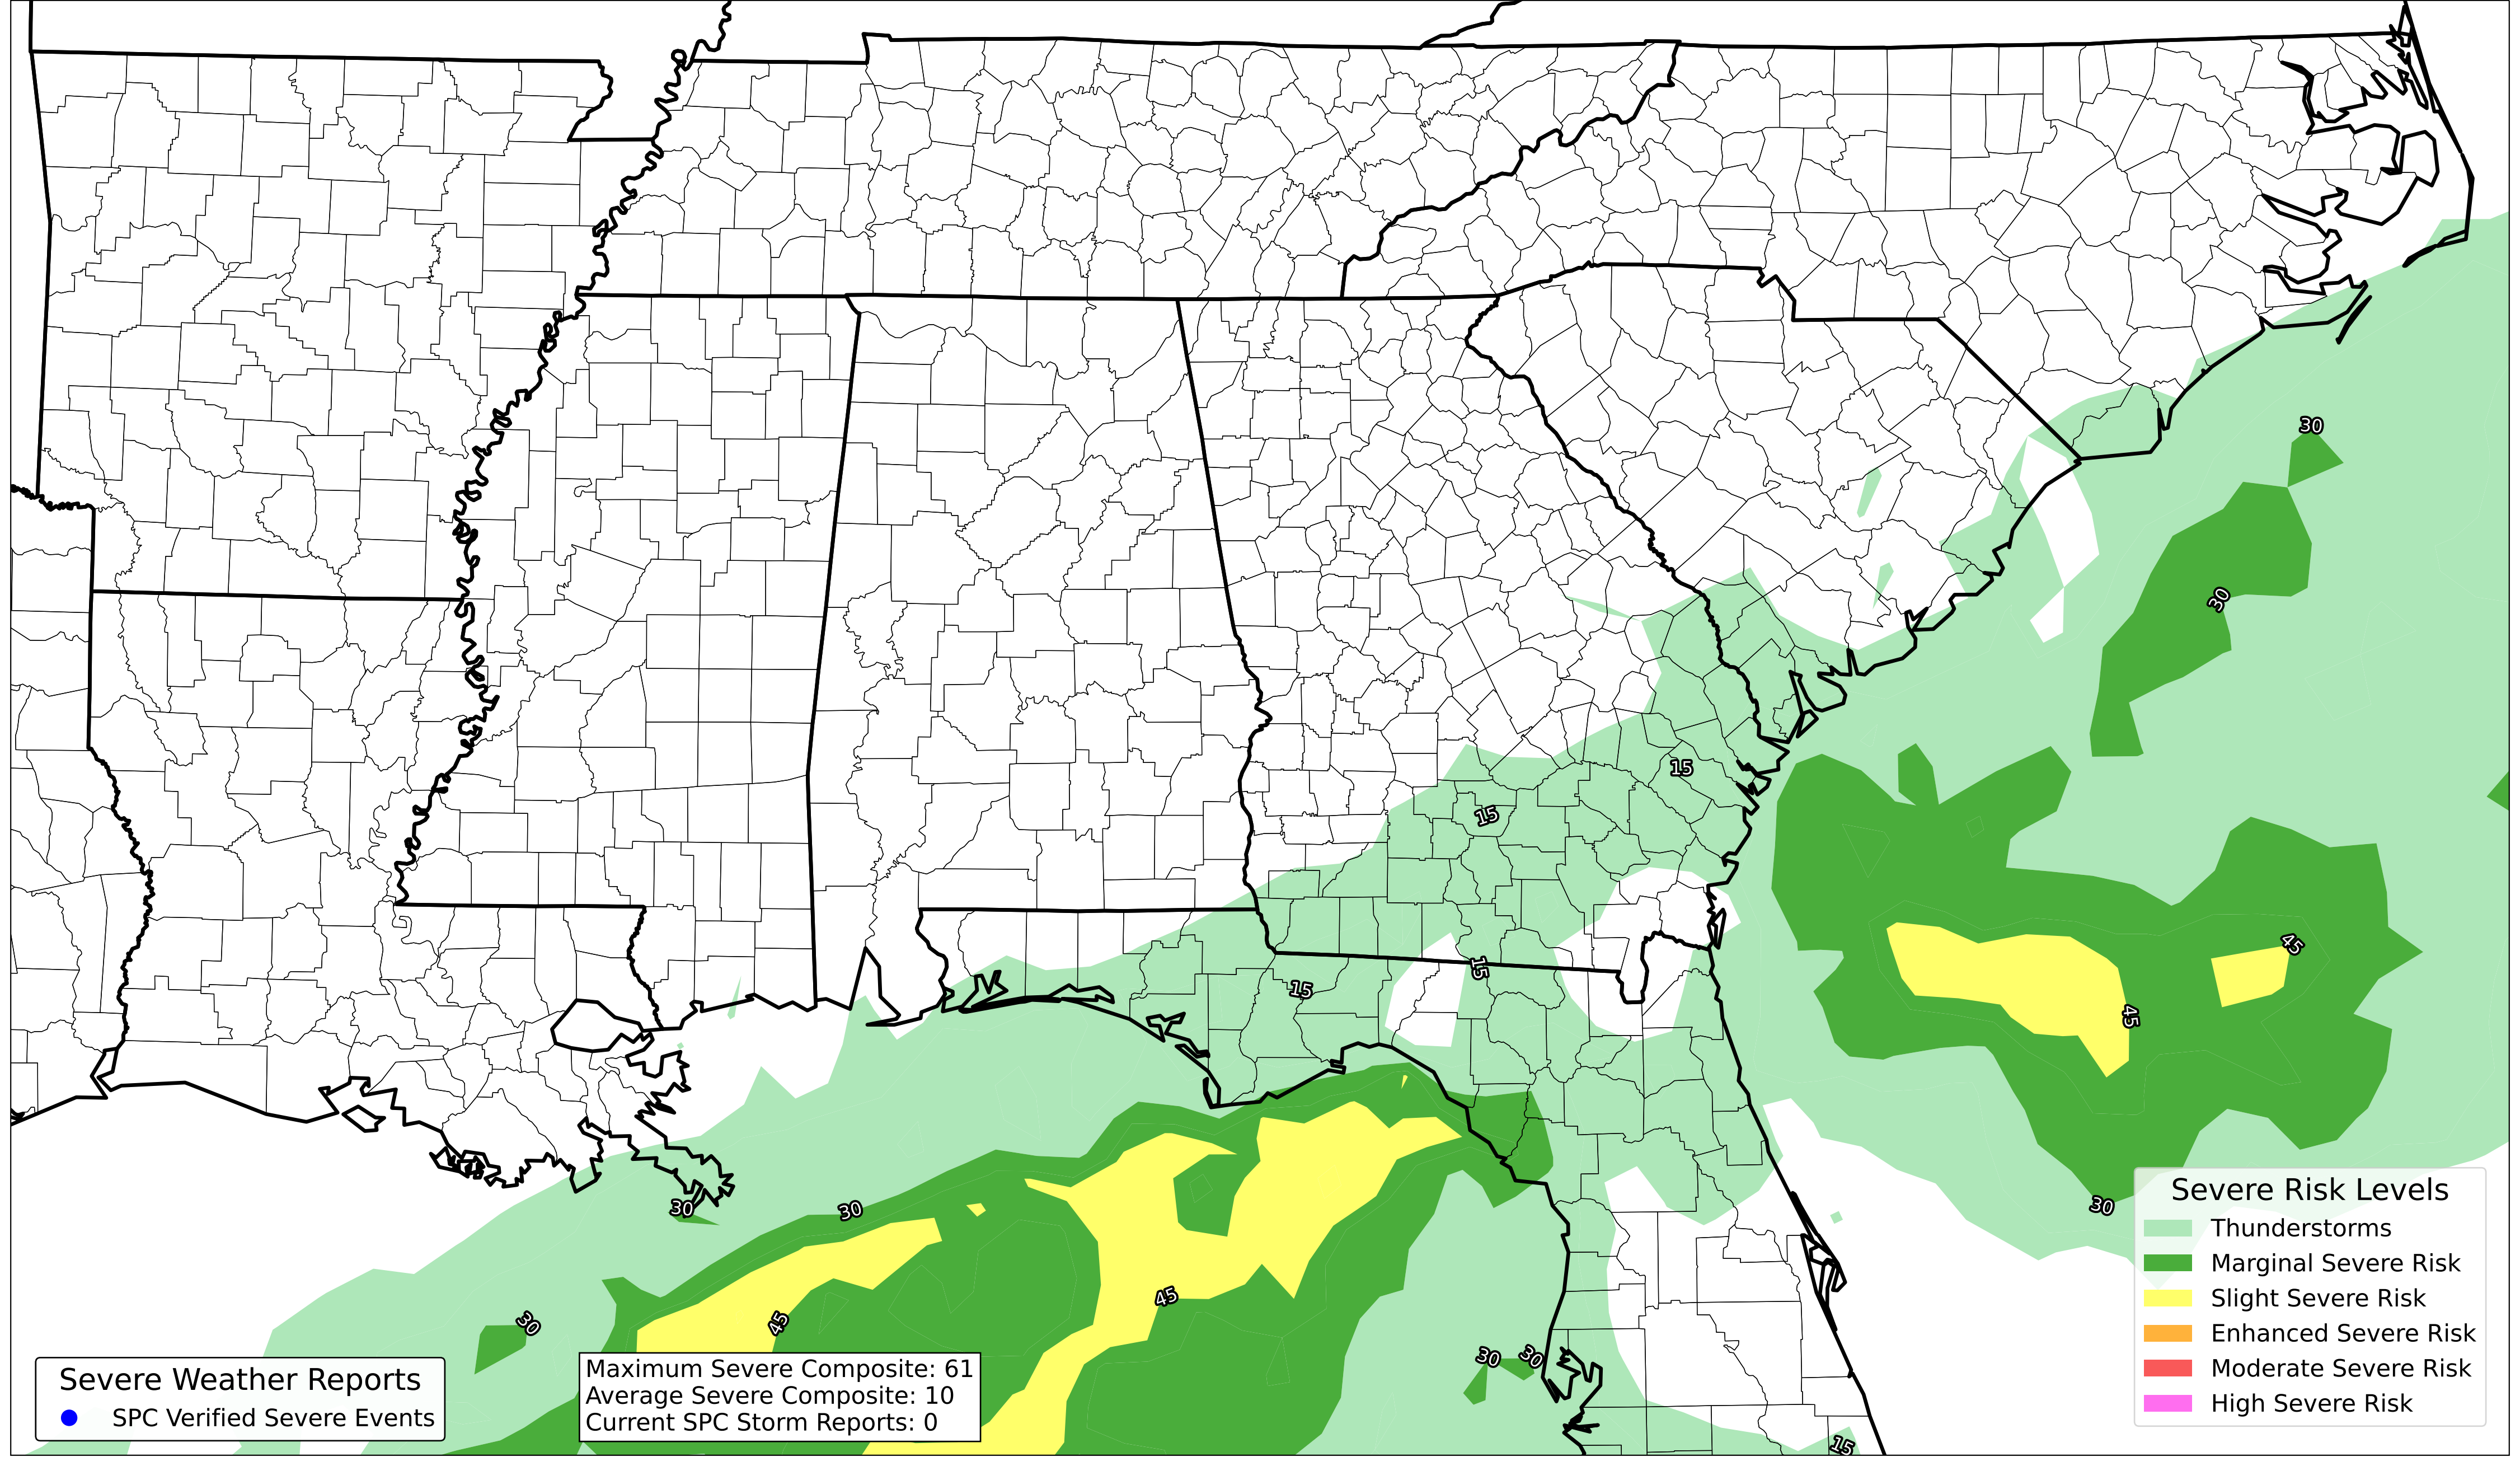 30
30
15
15
45
15
15
45
30
30
30
45
45
30
30
30
15
Severe Weather Reports
SPC Verified Severe Events
Maximum Severe Composite: 61
Average Severe Composite: 10
Current SPC Storm Reports: 0
Severe Risk Levels
Thunderstorms
Marginal Severe Risk
Slight Severe Risk
Enhanced Severe Risk
Moderate Severe Risk
High Severe Risk